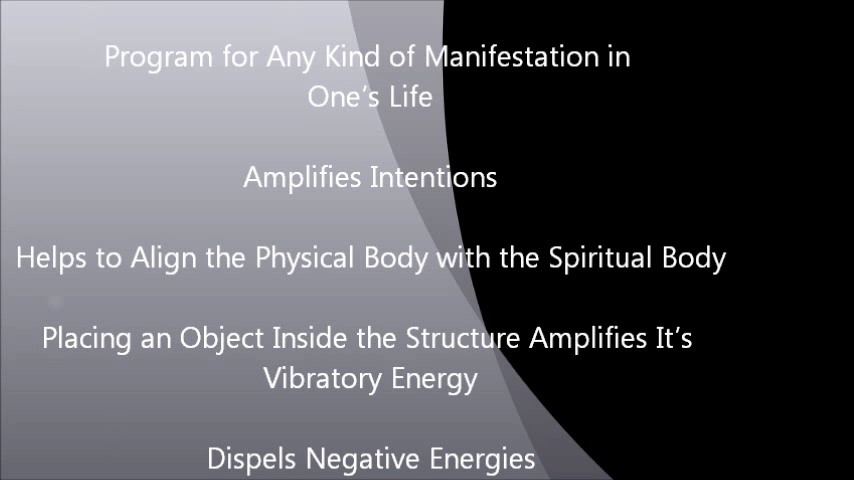 Program for Any Kind of Manifestation in
One's Life
Amplifies Intentions
Helps to Align the Physical Body with the Spiritual Body
Placing an Object Inside the Structure Amplifies It's
Vibratory Energy
Dispels Negative Energies